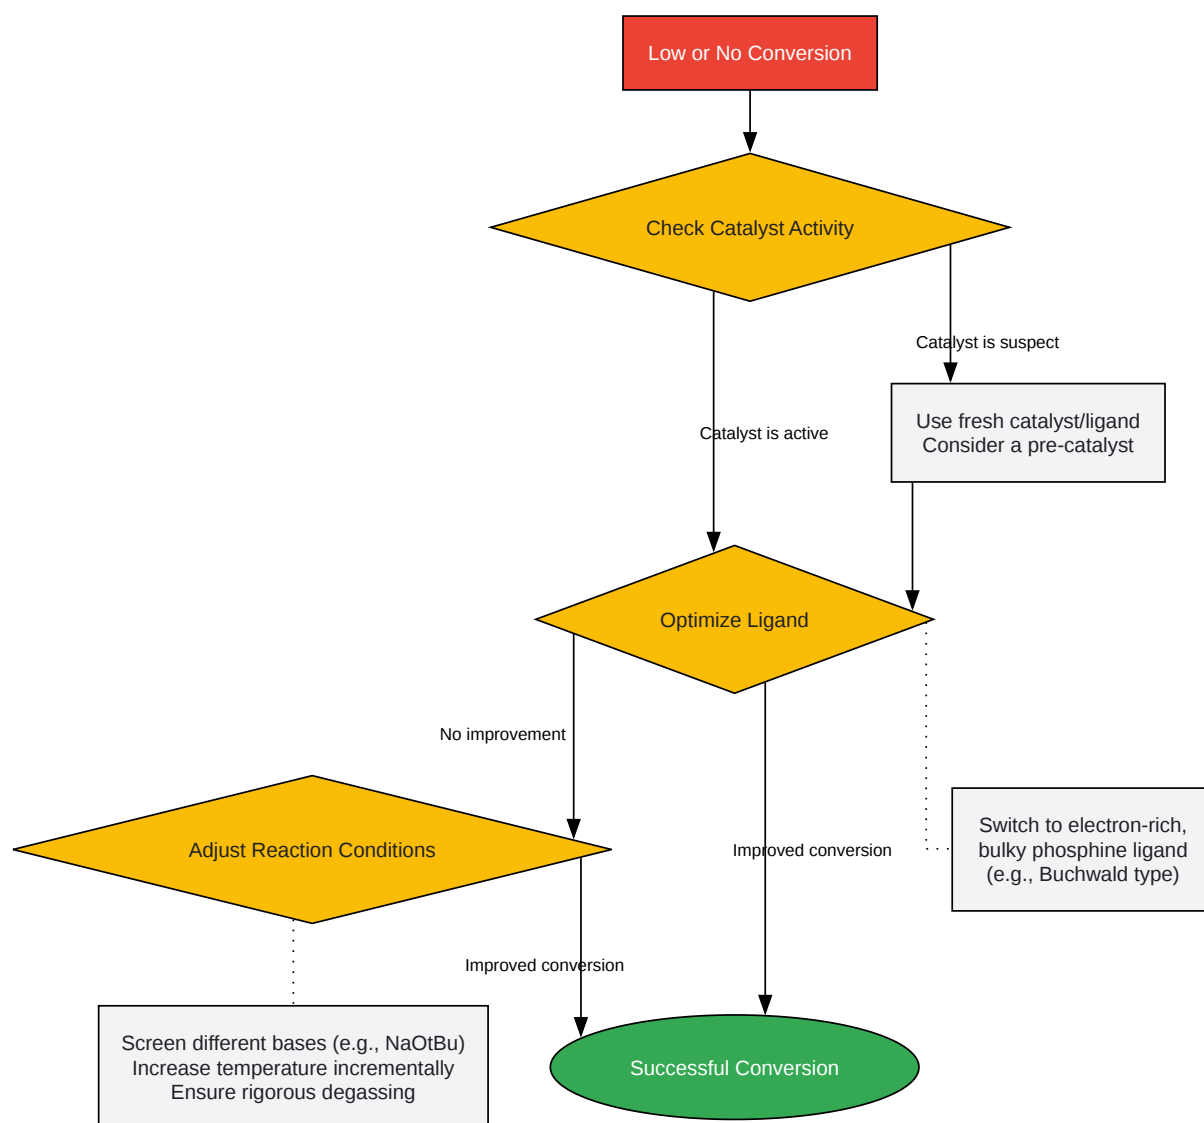 Low or No Conversion
Check Catalyst Activity
Catalyst is suspect
Use fresh catalyst/ligand
Consider a pre-catalyst
Catalyst is active
Optimize Ligand
No improvement
Switch to electron-rich,
bulky phosphine ligand
(e.g., Buchwald type)
Adjust Reaction Conditions
Improved conversion
Improved conversion
Screen different bases (e.g., NaOtBu)
Increase temperature incrementally
Ensure rigorous degassing
Successful Conversion